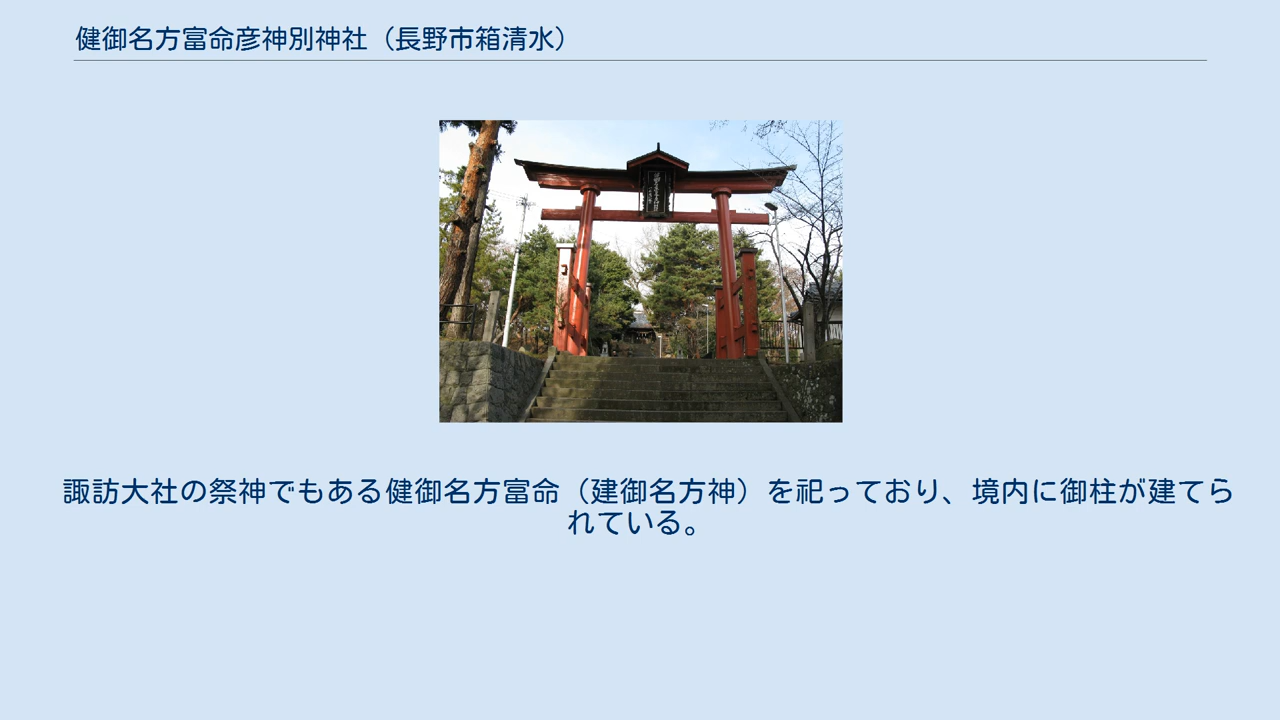 健御名方富命彦神別神社（長野市箱清水）
諏訪大社の祭神でもある健御名方富命（建御名方神）を祀っており、境内に御柱が建てら
れている。